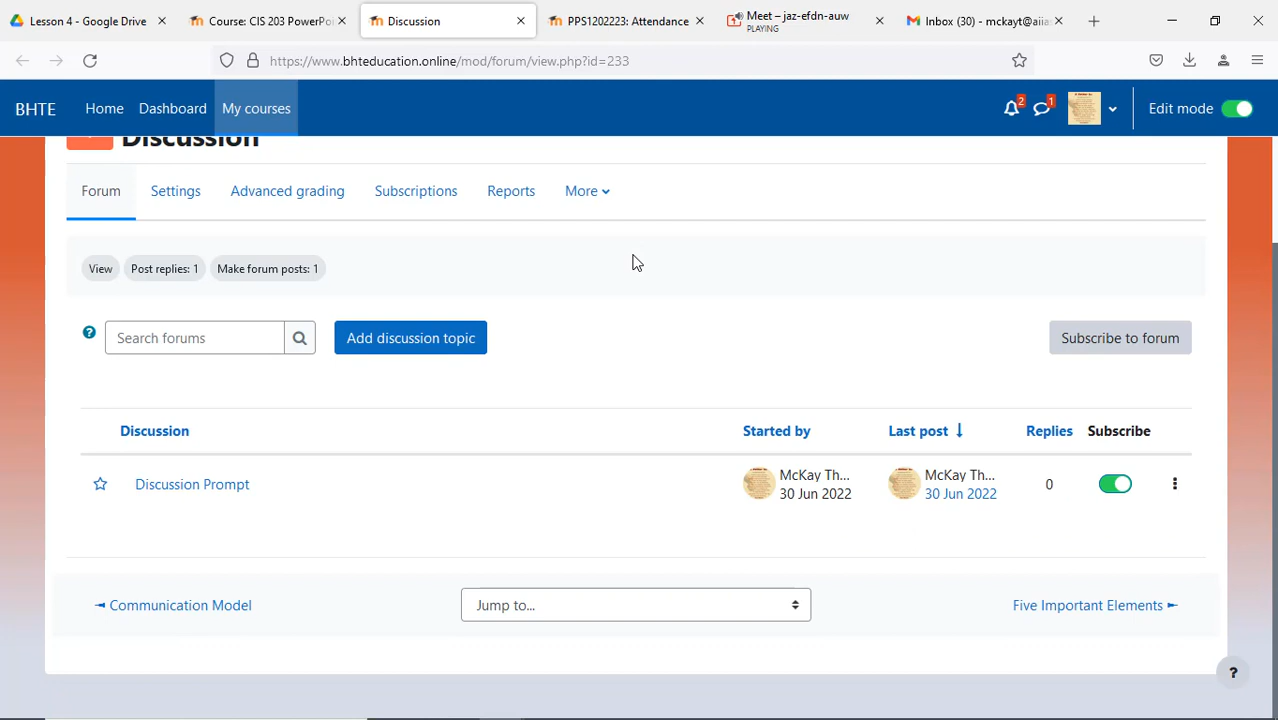 Lesson 4 - Google Drive
Course: CIS 203 PowerPoi
Discussion
PPS1202223: Attendance
Meet – jaz-efdn-auw
PLAYING
Inbox (30) - mckayt@aiia
https://www.bhteducation.online/mod/forum/view.php?id=233
BHTE
Home
Dashboard
My courses
2
1
Edit mode
Discussion
Forum
Settings
Advanced grading
Subscriptions
Reports
More
View
Post replies: 1
Make forum posts: 1
?
Search forums
Add discussion topic
Subscribe to forum
Discussion
Started by
Last post
Replies
Subscribe
Discussion Prompt
McKay Th...
30 Jun 2022
McKay Th...
30 Jun 2022
0
Communication Model
Jump to...
Five Important Elements
?